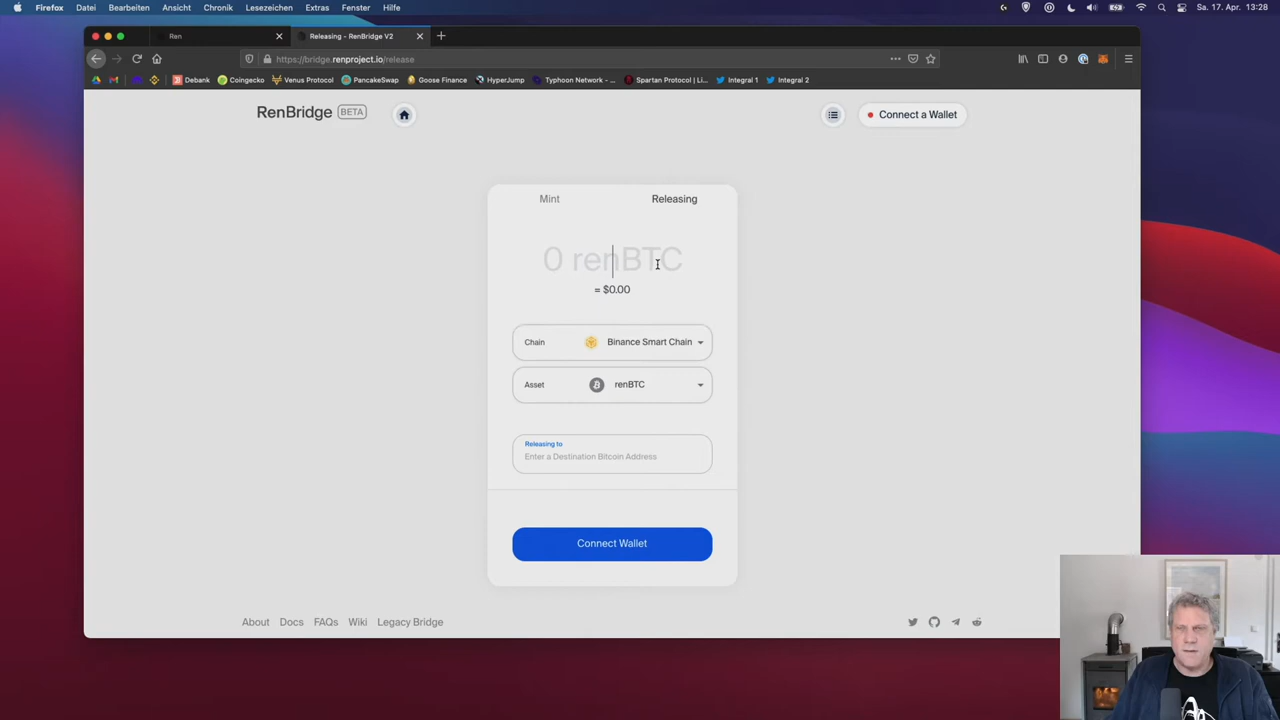 Firefox Datei Bearbeiten Ansicht Chronik Lesezeichen Extras Fenster Hilfe Sa. 17. Apr. 13:28
Ren Releasing - RenBridge V2
https://bridge.renproject.io/release
Debank Coingecko Venus Protocol PancakeSwap Goose Finance HyperJump Typhoon Network - ... Spartan Protocol | Li... Integral 1 Integral 2
RenBridge BETA Connect a Wallet
Mint Releasing
0 renBTC
= $0.00
Chain Binance Smart Chain
Asset renBTC
Releasing to
Enter a Destination Bitcoin Address
Connect Wallet
About Docs FAQs Wiki Legacy Bridge